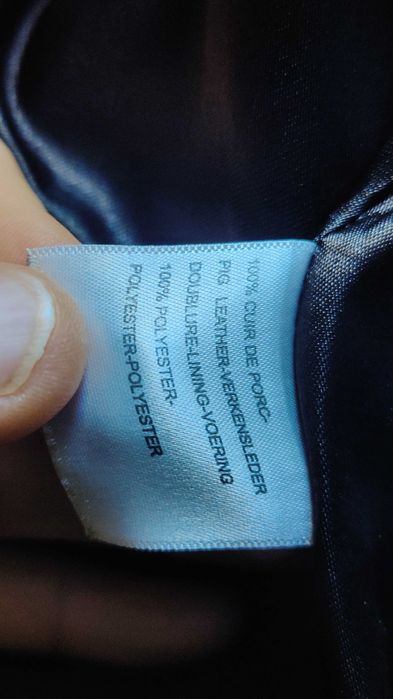 100% CUIR DE PORC-
PIG LEATHER-VERKENSLEDER
DOUBLURE-LINING-VOERING
100% POLYESTER-
POLYESTER-POLYESTER